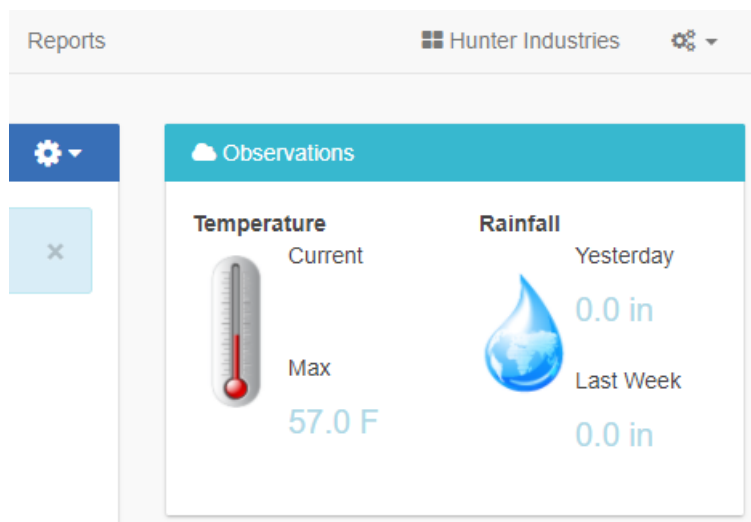 Reports
Hunter Industries
Observations
Temperature
Current
Max
57.0 F
Rainfall
Yesterday
0.0 in
Last Week
0.0 in